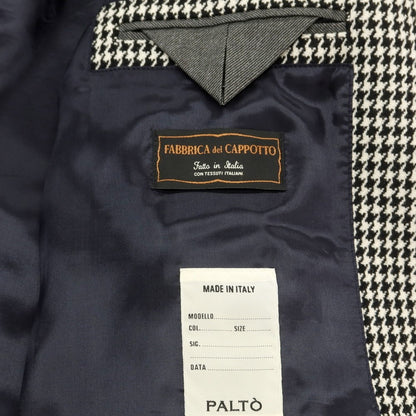 FABBRICA del CAPPOTTO
Fatto in Italia
CON TESSUTI ITALIANI
MADE IN ITALY
MODELLO
COL. SIZE
SIG.
DATA
PALTÒ